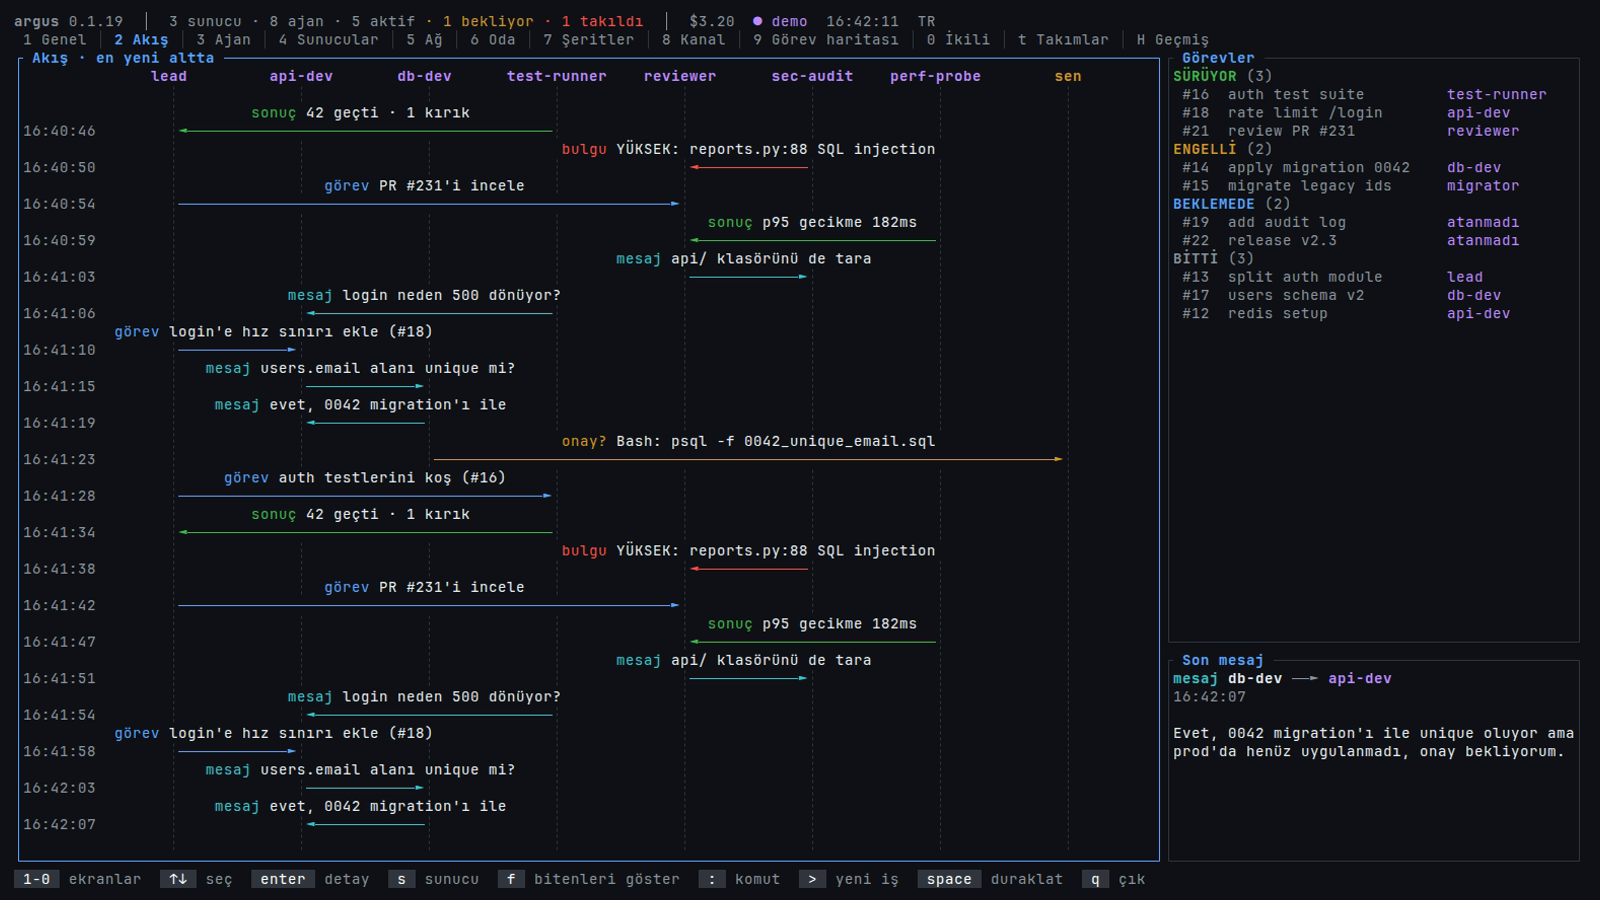 argus 0.1.19 │ 3 sunucu · 8 ajan · 5 aktif · 1 bekliyor · 1 takıldı │ $3.20 ● demo 16:42:11 TR
1 Genel │ 2 Akış │ 3 Ajan │ 4 Sunucular │ 5 Ağ │ 6 Oda │ 7 Şeritler │ 8 Kanal │ 9 Görev haritası │ 0 İkili │ t Takımlar │ H Geçmiş
Akış · en yeni altta
lead api-dev db-dev test-runner reviewer sec-audit perf-probe sen
sonuç 42 geçti · 1 kırık
16:40:46
bulgu YÜKSEK: reports.py:88 SQL injection
16:40:50
görev PR #231'i incele
16:40:54
sonuç p95 gecikme 182ms
16:40:59
mesaj api/ klasörünü de tara
16:41:03
mesaj login neden 500 dönüyor?
16:41:06
görev login'e hız sınırı ekle (#18)
16:41:10
mesaj users.email alanı unique mi?
16:41:15
mesaj evet, 0042 migration'ı ile
16:41:19
onay? Bash: psql -f 0042_unique_email.sql
16:41:23
görev auth testlerini koş (#16)
16:41:28
sonuç 42 geçti · 1 kırık
16:41:34
bulgu YÜKSEK: reports.py:88 SQL injection
16:41:38
görev PR #231'i incele
16:41:42
sonuç p95 gecikme 182ms
16:41:47
mesaj api/ klasörünü de tara
16:41:51
mesaj login neden 500 dönüyor?
16:41:54
görev login'e hız sınırı ekle (#18)
16:41:58
mesaj users.email alanı unique mi?
16:42:03
mesaj evet, 0042 migration'ı ile
16:42:07
Görevler
SÜRÜYOR (3)
#16 auth test suite test-runner
#18 rate limit /login api-dev
#21 review PR #231 reviewer
ENGELLİ (2)
#14 apply migration 0042 db-dev
#15 migrate legacy ids migrator
BEKLEMEDE (2)
#19 add audit log atanmadı
#22 release v2.3 atanmadı
BİTTİ (3)
#13 split auth module lead
#17 users schema v2 db-dev
#12 redis setup api-dev
Son mesaj
mesaj db-dev ──► api-dev
16:42:07
Evet, 0042 migration'ı ile unique oluyor ama
prod'da henüz uygulanmadı, onay bekliyorum.
1-0 ekranlar ↑↓ seç enter detay s sunucu f bitenleri göster : komut > yeni iş space duraklat q çık